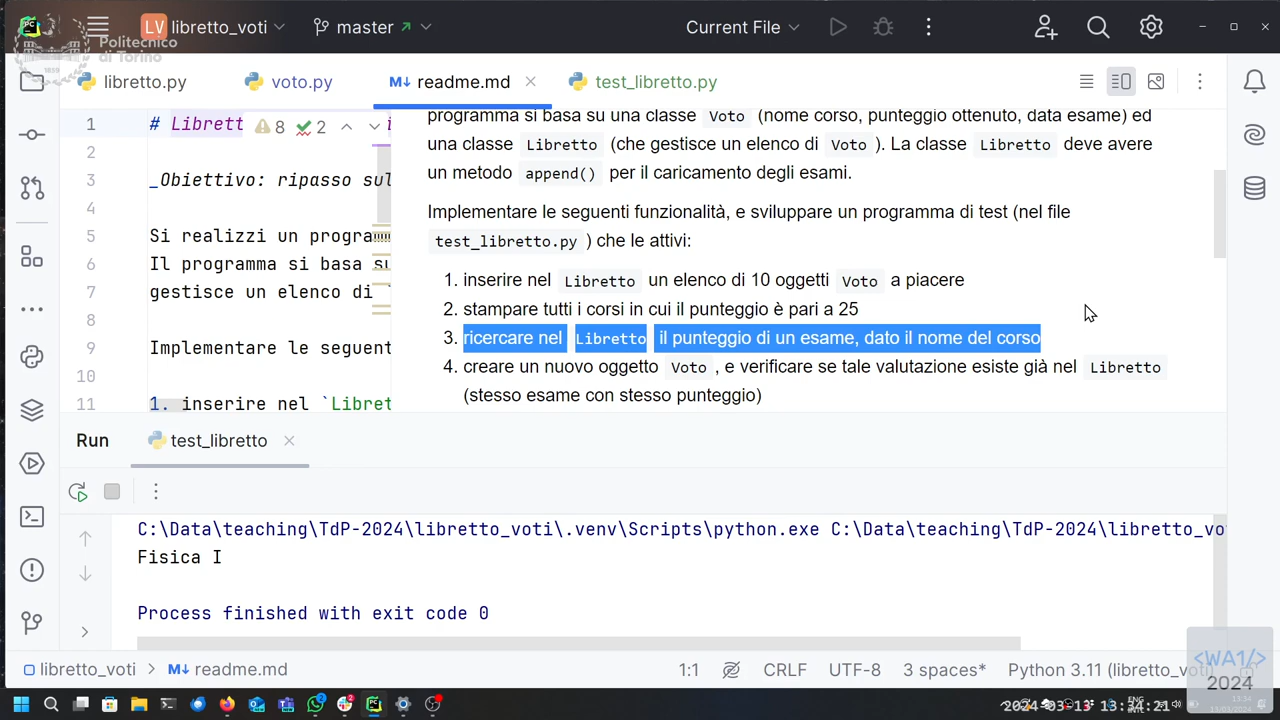 LV libretto_voti master Current File
Politecnico
di Torino
libretto.py voto.py M↓ readme.md test_libretto.py
1 # Librett 8 2
2
3 _Obiettivo: ripasso sul
4
5 Si realizzi un progra
6 Il programma si basa su
7 gestisce un elenco di `
8
9 Implementare le seguent
10
11 1. inserire nel `Libret
programma si basa su una classe Voto (nome corso, punteggio ottenuto, data esame) ed
una classe Libretto (che gestisce un elenco di Voto ). La classe Libretto deve avere
un metodo append() per il caricamento degli esami.
Implementare le seguenti funzionalità, e sviluppare un programma di test (nel file
test_libretto.py ) che le attivi:
1. inserire nel Libretto un elenco di 10 oggetti Voto a piacere
2. stampare tutti i corsi in cui il punteggio è pari a 25
3. ricercare nel Libretto il punteggio di un esame, dato il nome del corso
4. creare un nuovo oggetto Voto , e verificare se tale valutazione esiste già nel Libretto
(stesso esame con stesso punteggio)
Run test_libretto
C:\Data\teaching\TdP-2024\libretto_voti\.venv\Scripts\python.exe C:\Data\teaching\TdP-2024\libretto_vo
Fisica I
Process finished with exit code 0
libretto_voti > M↓ readme.md 1:1 CRLF UTF-8 3 spaces* Python 3.11 (libretto_voti)
<WA1/>
2024
2024-03-13 13:34:21